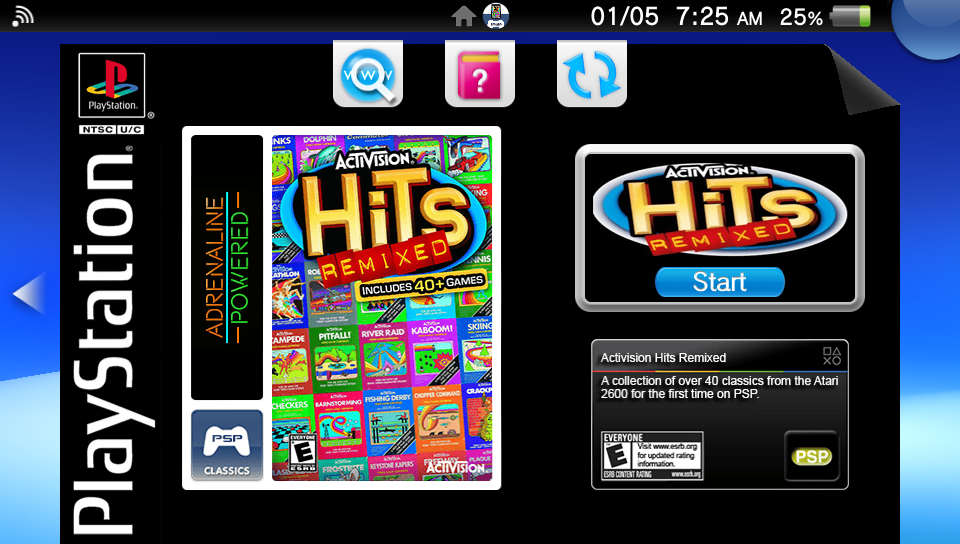 01/05 7:25 AM 25%
PlayStation
NTSC U/C
PlayStation
WWW
?
ADRENALINE
POWERED
PSP
CLASSICS
DOLPHIN
ACTIVISION
HiTS
REMIXED
INCLUDES 40+ GAMES
PITFALL!
RIVER RAID
KABOOM!
CHECKERS
BARNSTORMING
FISHING DERBY
CHOPPER COMMAND
FROSTBITE
KEYSTONE KAPERS
FREEWAY
EVERYONE
E
ESRB
ACTIVISION
ACTIVISION
HiTS
REMIXED
Start
Activision Hits Remixed
A collection of over 40 classics from the Atari
2600 for the first time on PSP.
EVERYONE
E
Visit www.esrb.org
for updated rating
information.
ESRB CONTENT RATING www.esrb.org
PSP